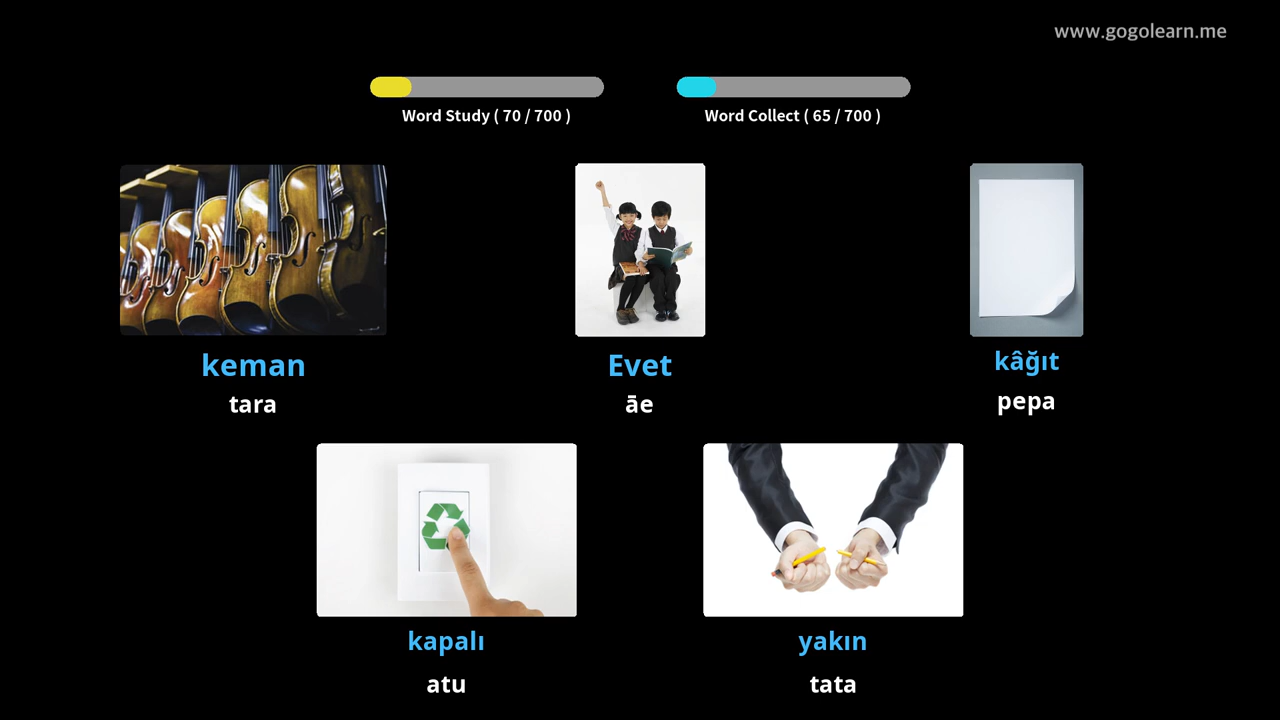 www.gogolearn.me
Word Study ( 70 / 700 )
Word Collect ( 65 / 700 )
keman
tara
Evet
āe
kâğıt
pepa
kapalı
atu
yakın
tata